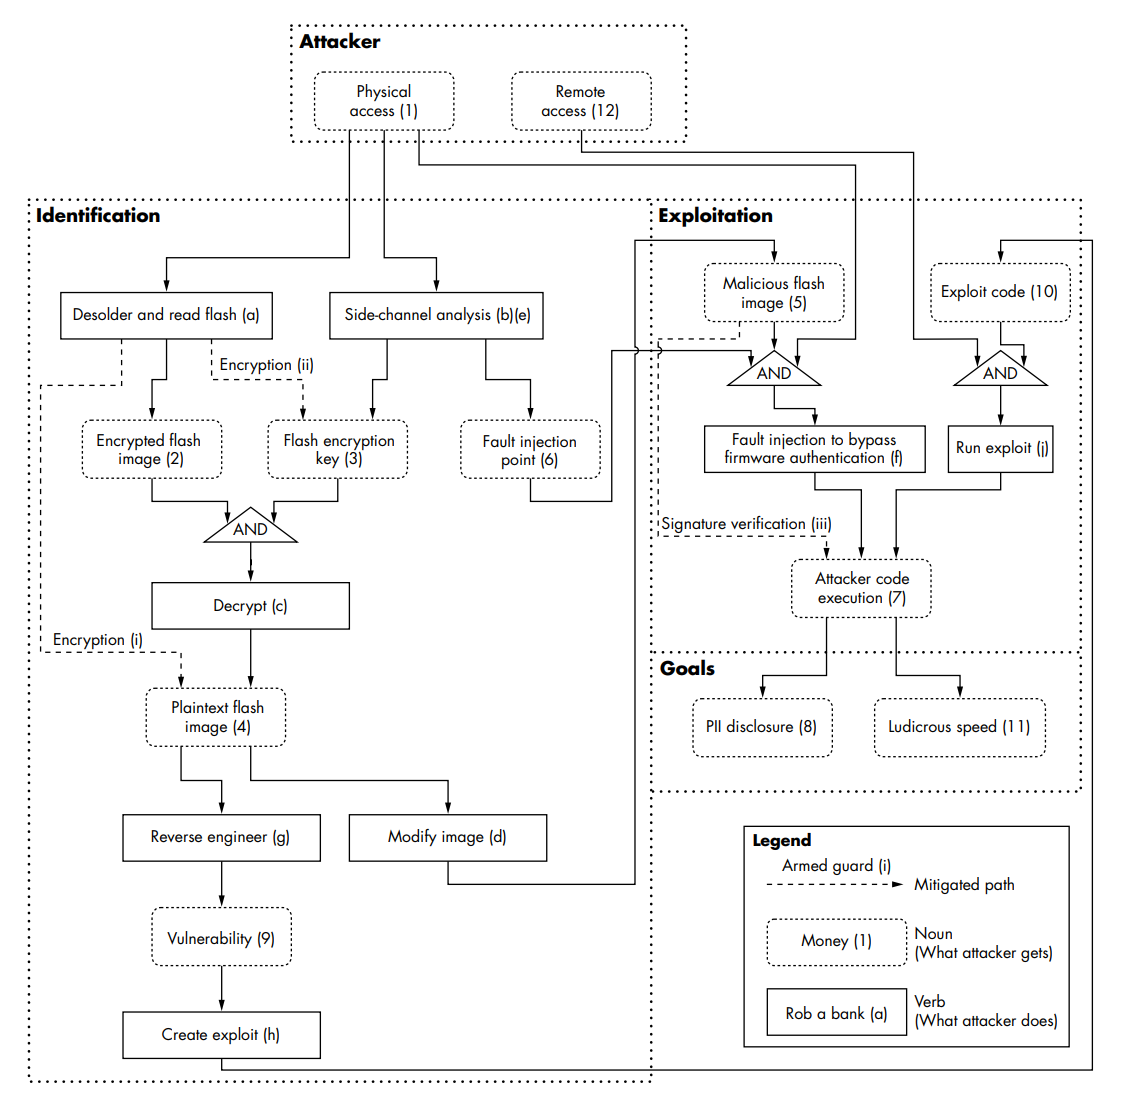 Attacker
Physical
access (1)
Remote
access (12)
Identification
Exploitation
Desolder and read flash (a)
Side-channel analysis (b)(e)
Malicious flash
image (5)
Exploit code (10)
Encryption (ii)
AND
AND
Encrypted flash
image (2)
Flash encryption
key (3)
Fault injection
point (6)
Fault injection to bypass
firmware authentication (f)
Run exploit (j)
AND
Signature verification (iii)
Decrypt (c)
Attacker code
execution (7)
Encryption (i)
Goals
Plaintext flash
image (4)
PII disclosure (8)
Ludicrous speed (11)
Reverse engineer (g)
Modify image (d)
Legend
Armed guard (i)
Mitigated path
Vulnerability (9)
Money (1)
Noun
(What attacker gets)
Create exploit (h)
Rob a bank (a)
Verb
(What attacker does)